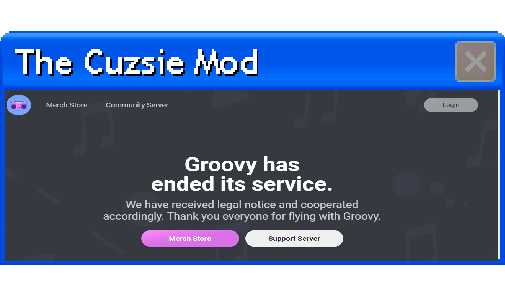 The Cuzsie Mod
Merch Store Community Server Login
Groovy has
ended its service.
We have received legal notice and cooperated
accordingly. Thank you everyone for flying with Groovy.
Merch Store Support Server